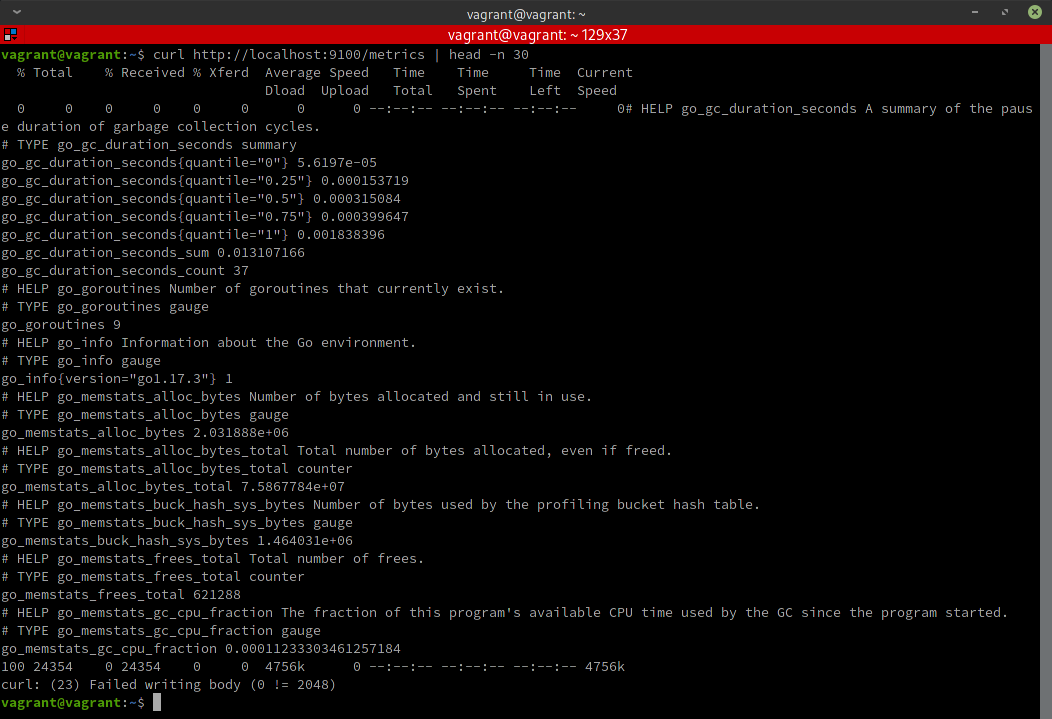 vagrant@vagrant: ~
vagrant@vagrant: ~ 129x37
vagrant@vagrant:~$ curl http://localhost:9100/metrics | head -n 30
  % Total    % Received % Xferd  Average Speed   Time    Time     Time  Current
                                 Dload  Upload   Total   Spent    Left  Speed
  0     0    0     0    0     0      0      0 --:--:-- --:--:-- --:--:--     0# HELP go_gc_duration_seconds A summary of the paus
e duration of garbage collection cycles.
# TYPE go_gc_duration_seconds summary
go_gc_duration_seconds{quantile="0"} 5.6197e-05
go_gc_duration_seconds{quantile="0.25"} 0.000153719
go_gc_duration_seconds{quantile="0.5"} 0.000315084
go_gc_duration_seconds{quantile="0.75"} 0.000399647
go_gc_duration_seconds{quantile="1"} 0.001838396
go_gc_duration_seconds_sum 0.013107166
go_gc_duration_seconds_count 37
# HELP go_goroutines Number of goroutines that currently exist.
# TYPE go_goroutines gauge
go_goroutines 9
# HELP go_info Information about the Go environment.
# TYPE go_info gauge
go_info{version="go1.17.3"} 1
# HELP go_memstats_alloc_bytes Number of bytes allocated and still in use.
# TYPE go_memstats_alloc_bytes gauge
go_memstats_alloc_bytes 2.031888e+06
# HELP go_memstats_alloc_bytes_total Total number of bytes allocated, even if freed.
# TYPE go_memstats_alloc_bytes_total counter
go_memstats_alloc_bytes_total 7.5867784e+07
# HELP go_memstats_buck_hash_sys_bytes Number of bytes used by the profiling bucket hash table.
# TYPE go_memstats_buck_hash_sys_bytes gauge
go_memstats_buck_hash_sys_bytes 1.464031e+06
# HELP go_memstats_frees_total Total number of frees.
# TYPE go_memstats_frees_total counter
go_memstats_frees_total 621288
# HELP go_memstats_gc_cpu_fraction The fraction of this program's available CPU time used by the GC since the program started.
# TYPE go_memstats_gc_cpu_fraction gauge
go_memstats_gc_cpu_fraction 0.00011233303461257184
100 24354    0 24354    0     0  4756k      0 --:--:-- --:--:-- --:--:-- 4756k
curl: (23) Failed writing body (0 != 2048)
vagrant@vagrant:~$